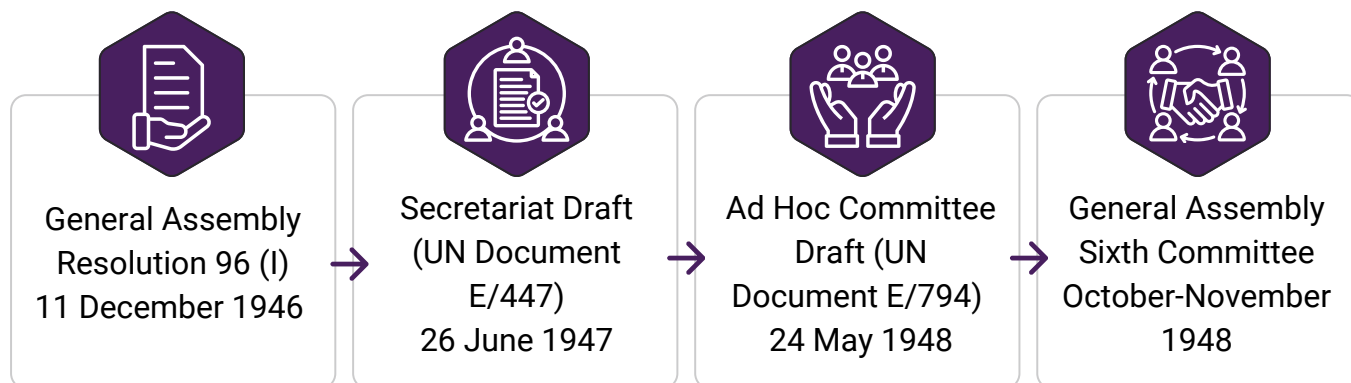 General Assembly
Resolution 96 (I)
11 December 1946
Secretariat Draft
(UN Document
E/447)
26 June 1947
Ad Hoc Committee
Draft (UN
Document E/794)
24 May 1948
General Assembly
Sixth Committee
October-November
1948